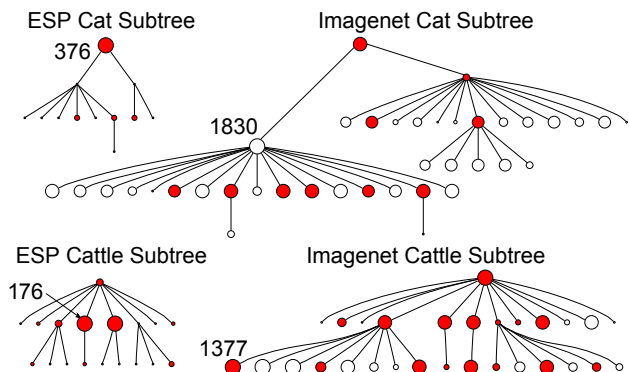 ESP Cat Subtree
Imagenet Cat Subtree
376
1830
ESP Cattle Subtree
Imagenet Cattle Subtree
176
1377